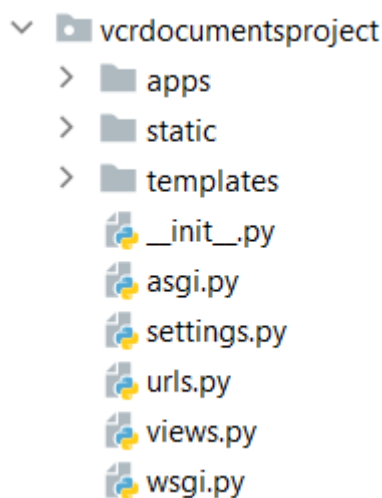 vcrdocumentsproject
apps
static
templates
__init__.py
asgi.py
settings.py
urls.py
views.py
wsgi.py